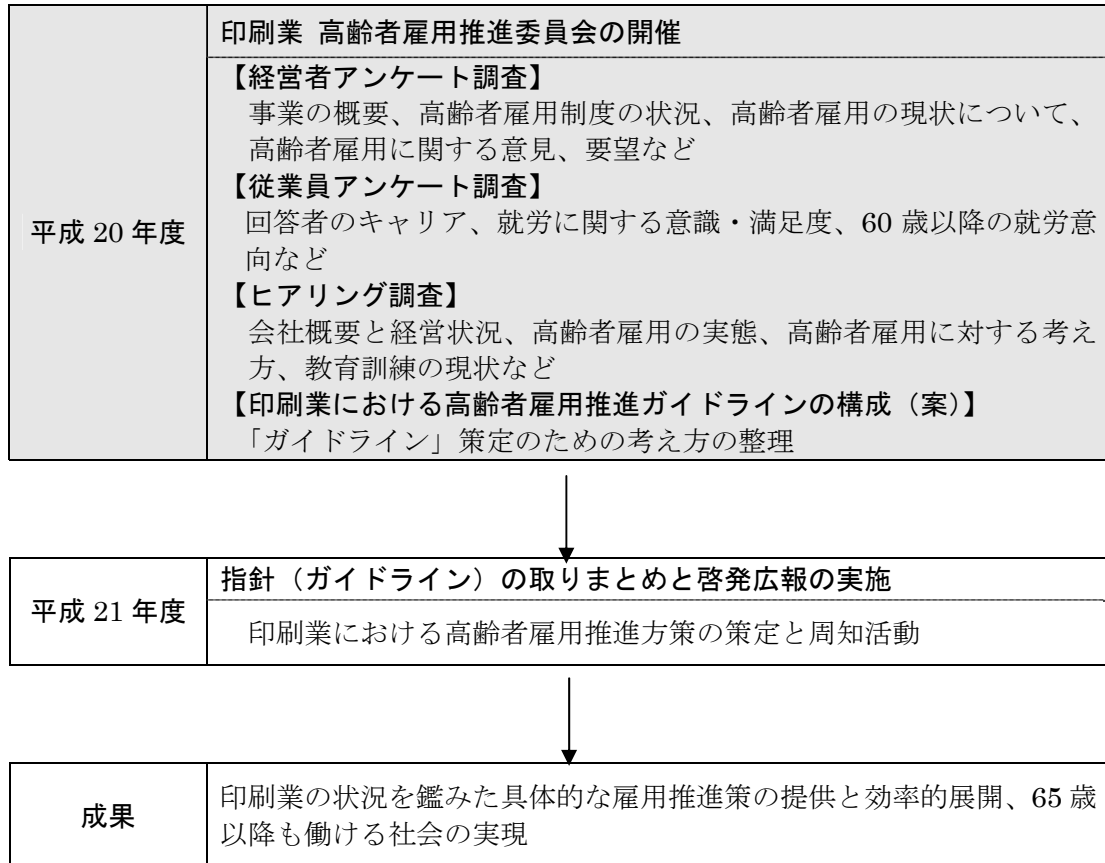 平成 20 年度
印刷業 高齢者雇用推進委員会の開催
【経営者アンケート調査】
事業の概要、高齢者雇用制度の状況、高齢者雇用の現状について、
高齢者雇用に関する意見、要望など
【従業員アンケート調査】
回答者のキャリア、就労に関する意識・満足度、60 歳以降の就労意
向など
【ヒアリング調査】
会社概要と経営状況、高齢者雇用の実態、高齢者雇用に対する考え
方、教育訓練の現状など
【印刷業における高齢者雇用推進ガイドラインの構成（案）】
「ガイドライン」策定のための考え方の整理
平成 21 年度
指針（ガイドライン）の取りまとめと啓発広報の実施
印刷業における高齢者雇用推進方策の策定と周知活動
成果
印刷業の状況を鑑みた具体的な雇用推進策の提供と効率的展開、65 歳
以降も働ける社会の実現